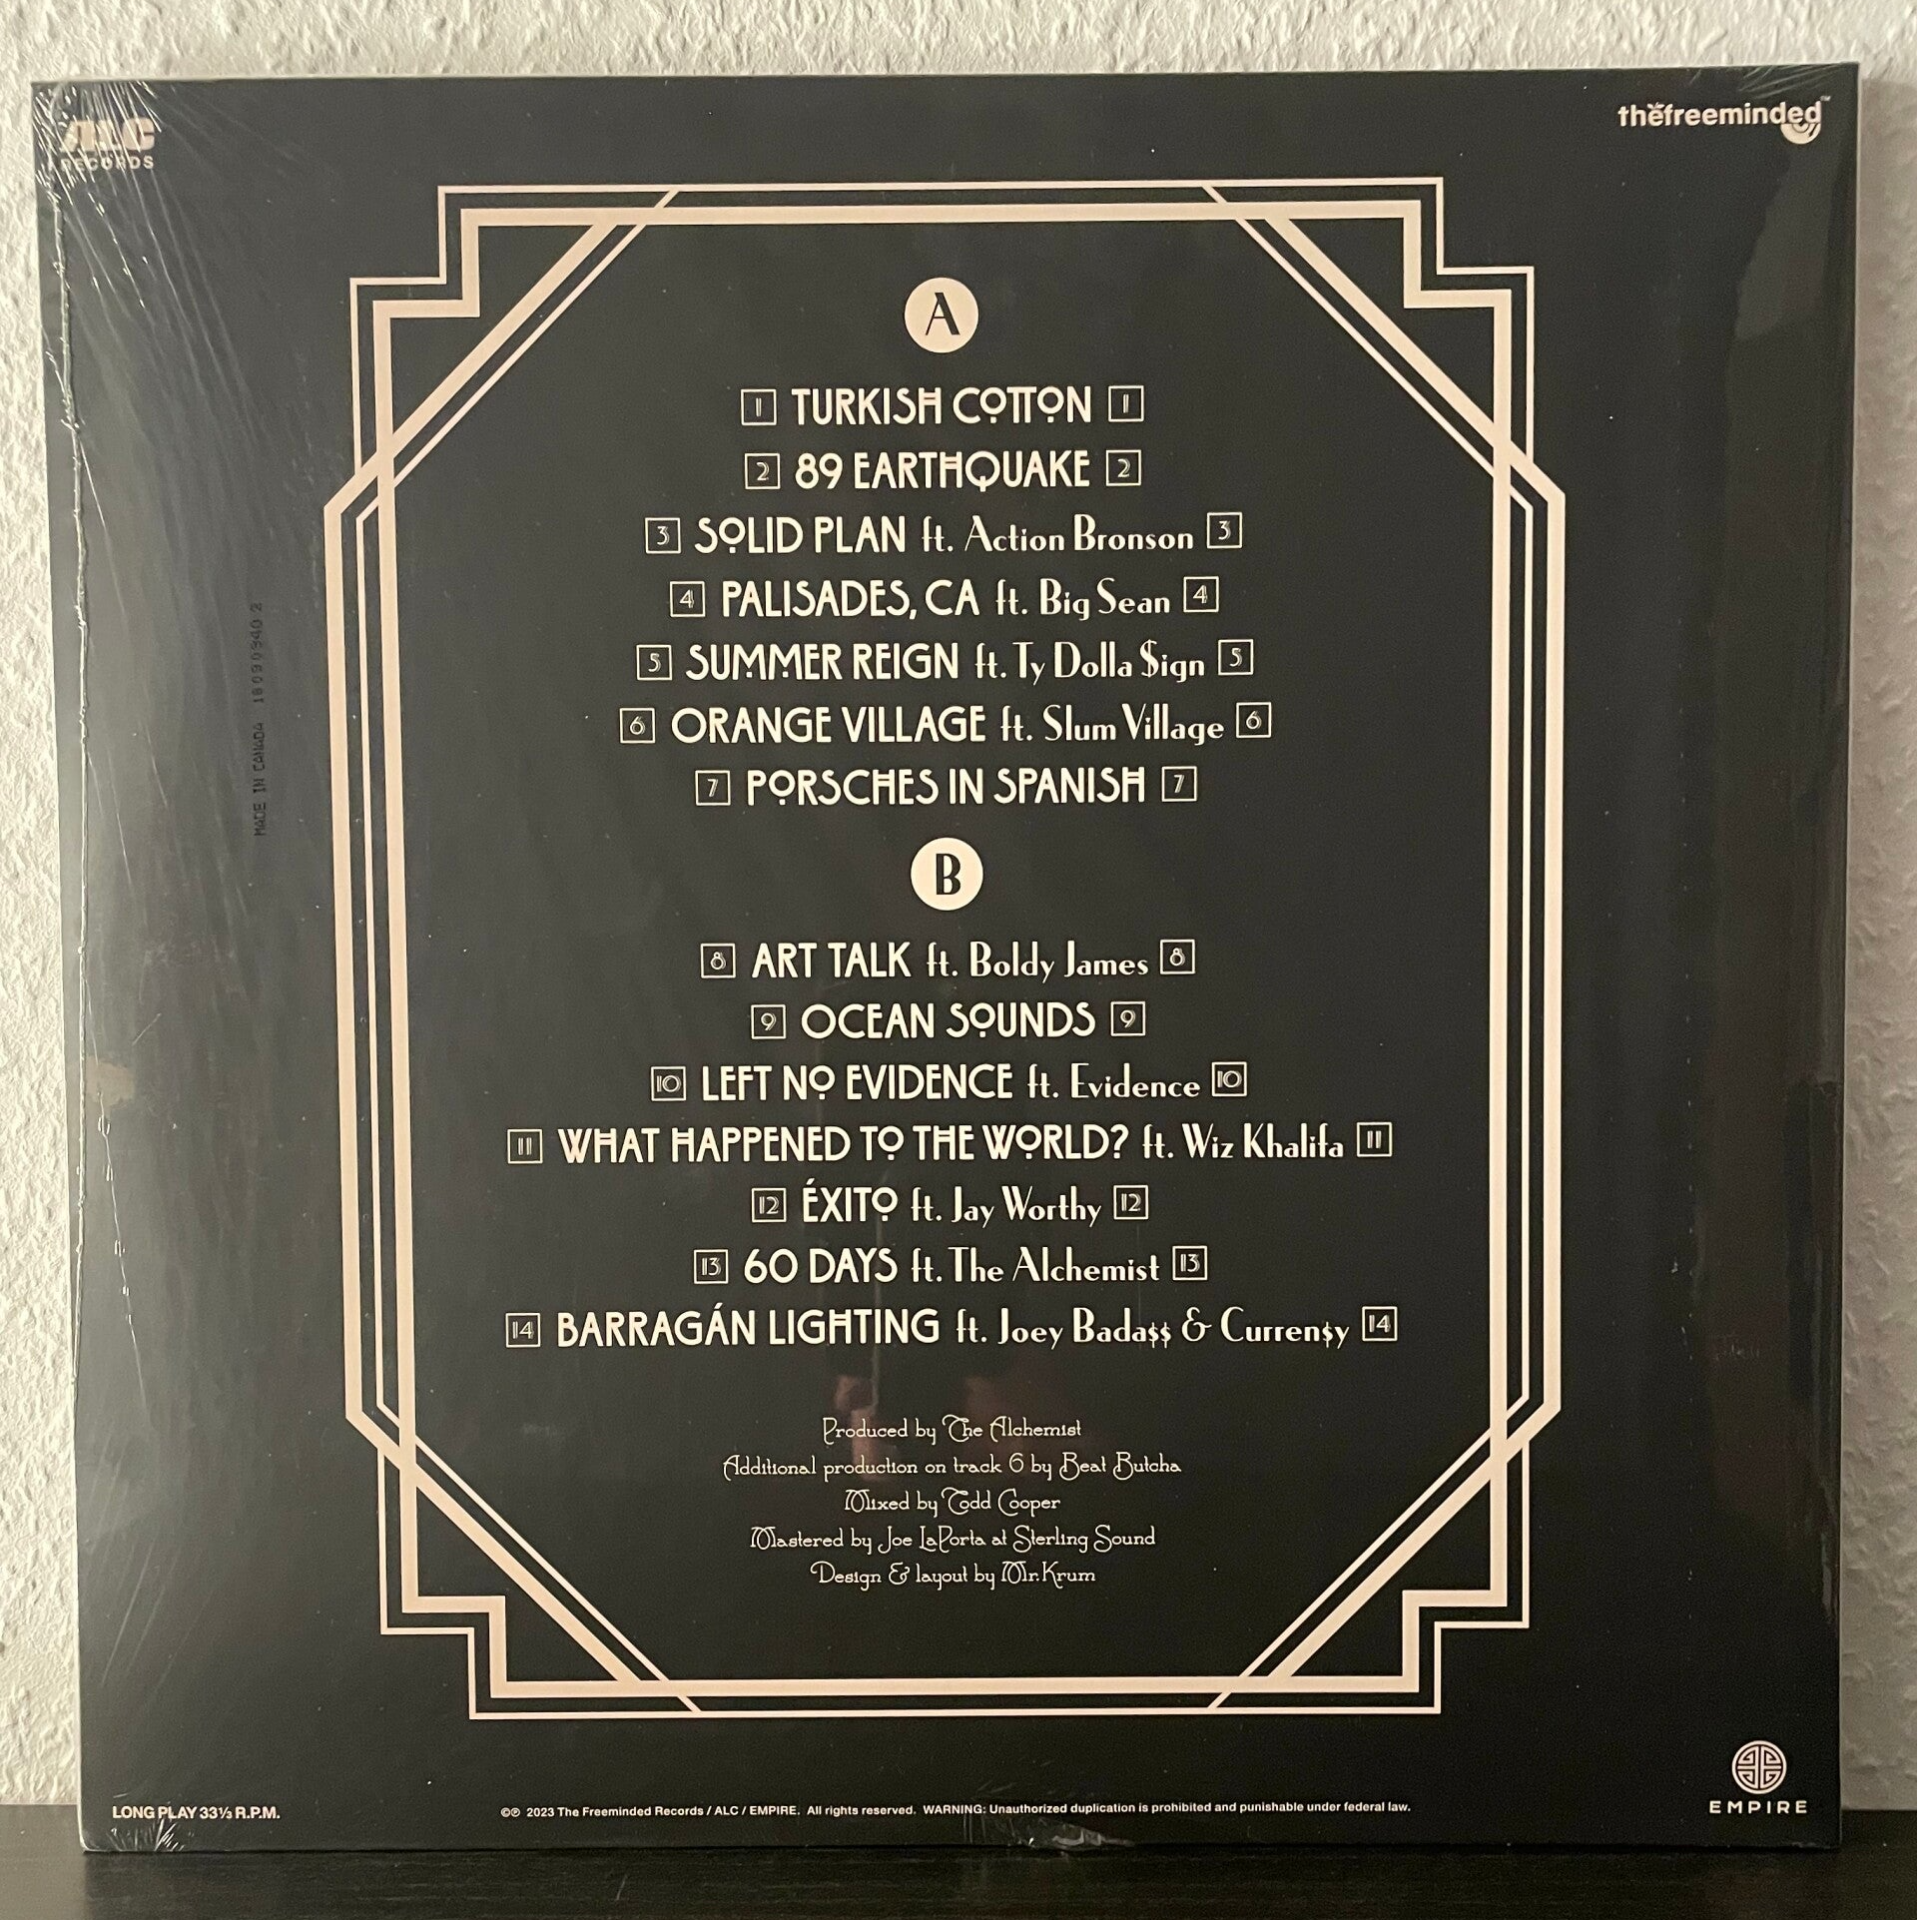 ALC
RECORDS
thefreeminded™
A
1 TURKISH COTTON 1
2 89 EARTHQUAKE 2
3 SOLID PLAN ft. Action Bronson 3
4 PALISADES, CA ft. Big Sean 4
5 SUMMER REIGN ft. Ty Dolla $ign 5
6 ORANGE VILLAGE ft. Slum Village 6
7 PORSCHES IN SPANISH 7
MADE IN CANADA 180909402
B
8 ART TALK ft. Boldy James 8
9 OCEAN SOUNDS 9
10 LEFT NO EVIDENCE ft. Evidence 10
11 WHAT HAPPENED TO THE WORLD? ft. Wiz Khalifa 11
12 ÉXITO ft. Jay Worthy 12
13 60 DAYS ft. The Alchemist 13
14 BARRAGÁN LIGHTING ft. Joey Bada$$ & Curren$y 14
Produced by The Alchemist
Additional production on track 6 by Beat Butcha
Mixed by Todd Cooper
Mastered by Joe LaPorta at Sterling Sound
Design & layout by Mr. Krum
LONG PLAY 33⅓ R.P.M.
©℗ 2023 The Freeminded Records / ALC / EMPIRE. All rights reserved. WARNING: Unauthorized duplication is prohibited and punishable under federal law.
EMPIRE